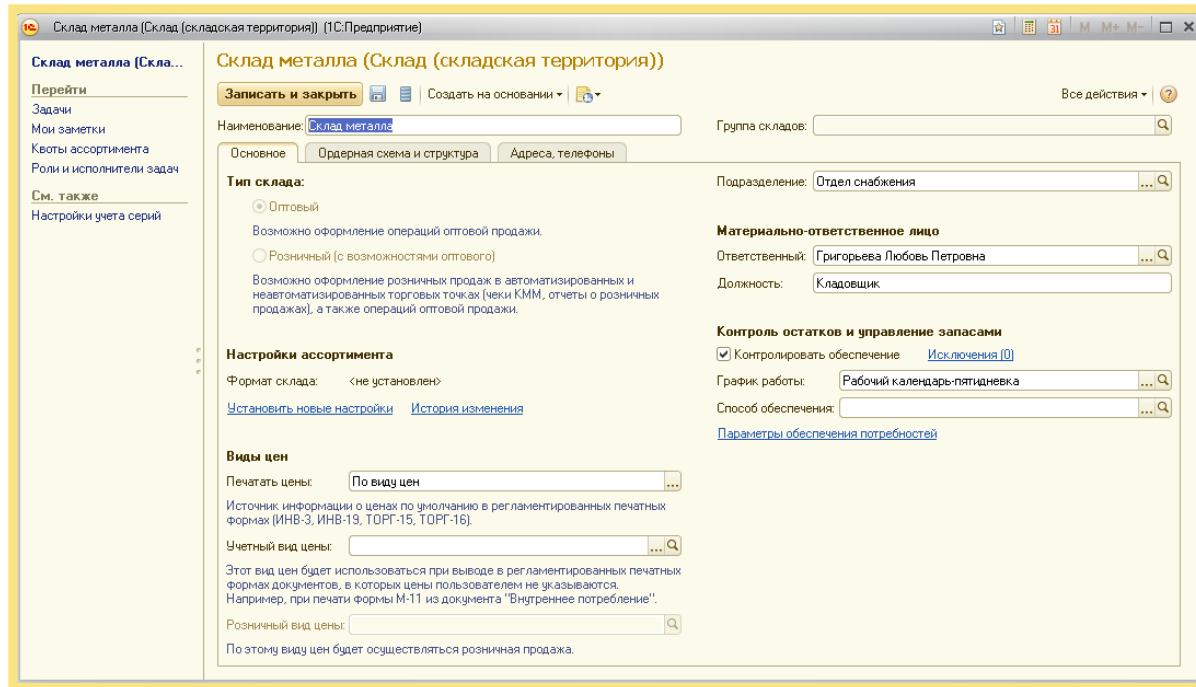 Склад металла (Склад (складская территория)) (1С:Предприятие)
M M+ M-
Склад металла (Скла...
Перейти
Задачи
Мои заметки
Квоты ассортимента
Роли и исполнители задач
См. также
Настройки учета серий
Склад металла (Склад (складская территория))
Записать и закрыть
Создать на основании
Все действия
Наименование: Склад металла
Группа складов:
Основное
Ордерная схема и структура
Адреса, телефоны
Тип склада:
Оптовый
Возможно оформление операций оптовой продажи.
Розничный (с возможностями оптового)
Возможно оформление розничных продаж в автоматизированных и
неавтоматизированных торговых точках (чеки ККМ, отчеты о розничных
продажах), а также операций оптовой продажи.
Настройки ассортимента
Формат склада: <не установлен>
Установить новые настройки История изменения
Виды цен
Печатать цены: По виду цен
Источник информации о ценах по умолчанию в регламентированных печатных
формах (ИНВ-3, ИНВ-19, ТОРГ-15, ТОРГ-16).
Учетный вид цены:
Этот вид цен будет использоваться при выводе в регламентированных печатных
формах документов, в которых цены пользователем не указываются.
Например, при печати формы М-11 из документа "Внутреннее потребление".
Розничный вид цены:
По этому виду цен будет осуществляться розничная продажа.
Подразделение: Отдел снабжения
Материально-ответственное лицо
Ответственный: Григорьева Любовь Петровна
Должность: Кладовщик
Контроль остатков и управление запасами
Контролировать обеспечение Исключения (0)
График работы: Рабочий календарь-пятидневка
Способ обеспечения:
Параметры обеспечения потребностей